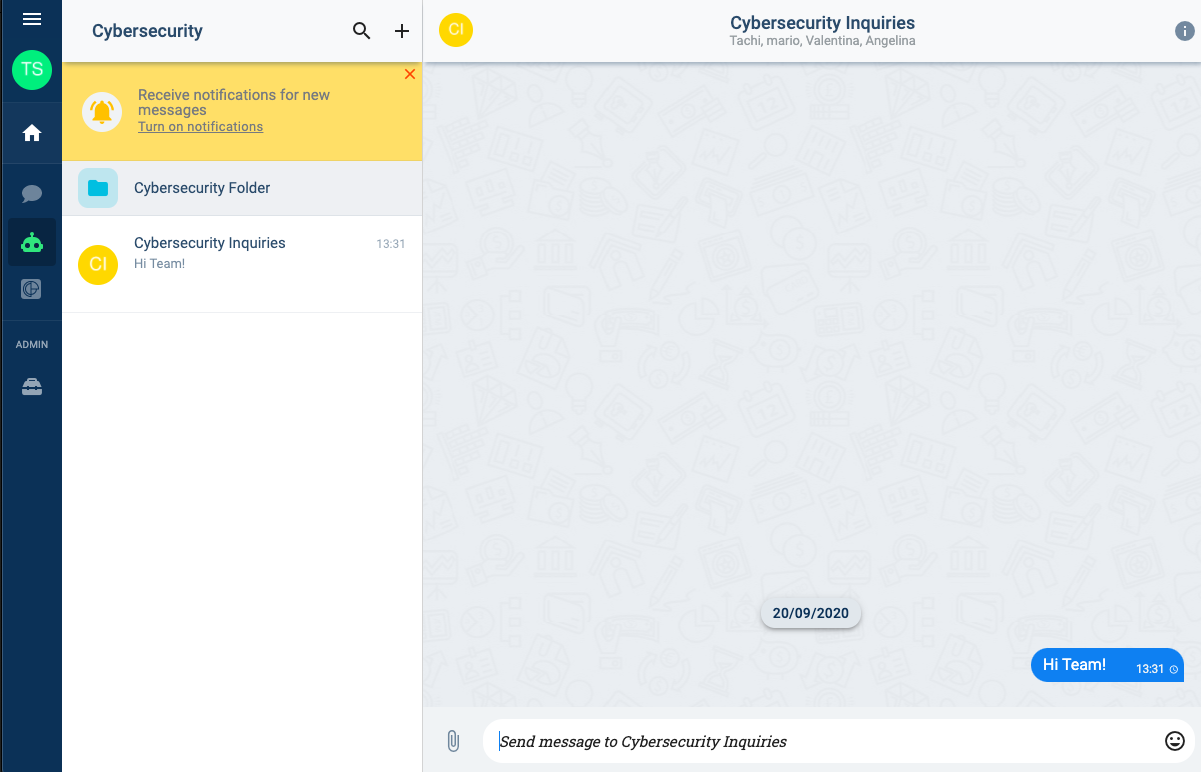 TS
ADMIN
Cybersecurity
Receive notifications for new
messages
Turn on notifications
Cybersecurity Folder
CI
Cybersecurity Inquiries
13:31
Hi Team!
CI
Cybersecurity Inquiries
Tachi, mario, Valentina, Angelina
20/09/2020
Hi Team!
13:31
Send message to Cybersecurity Inquiries